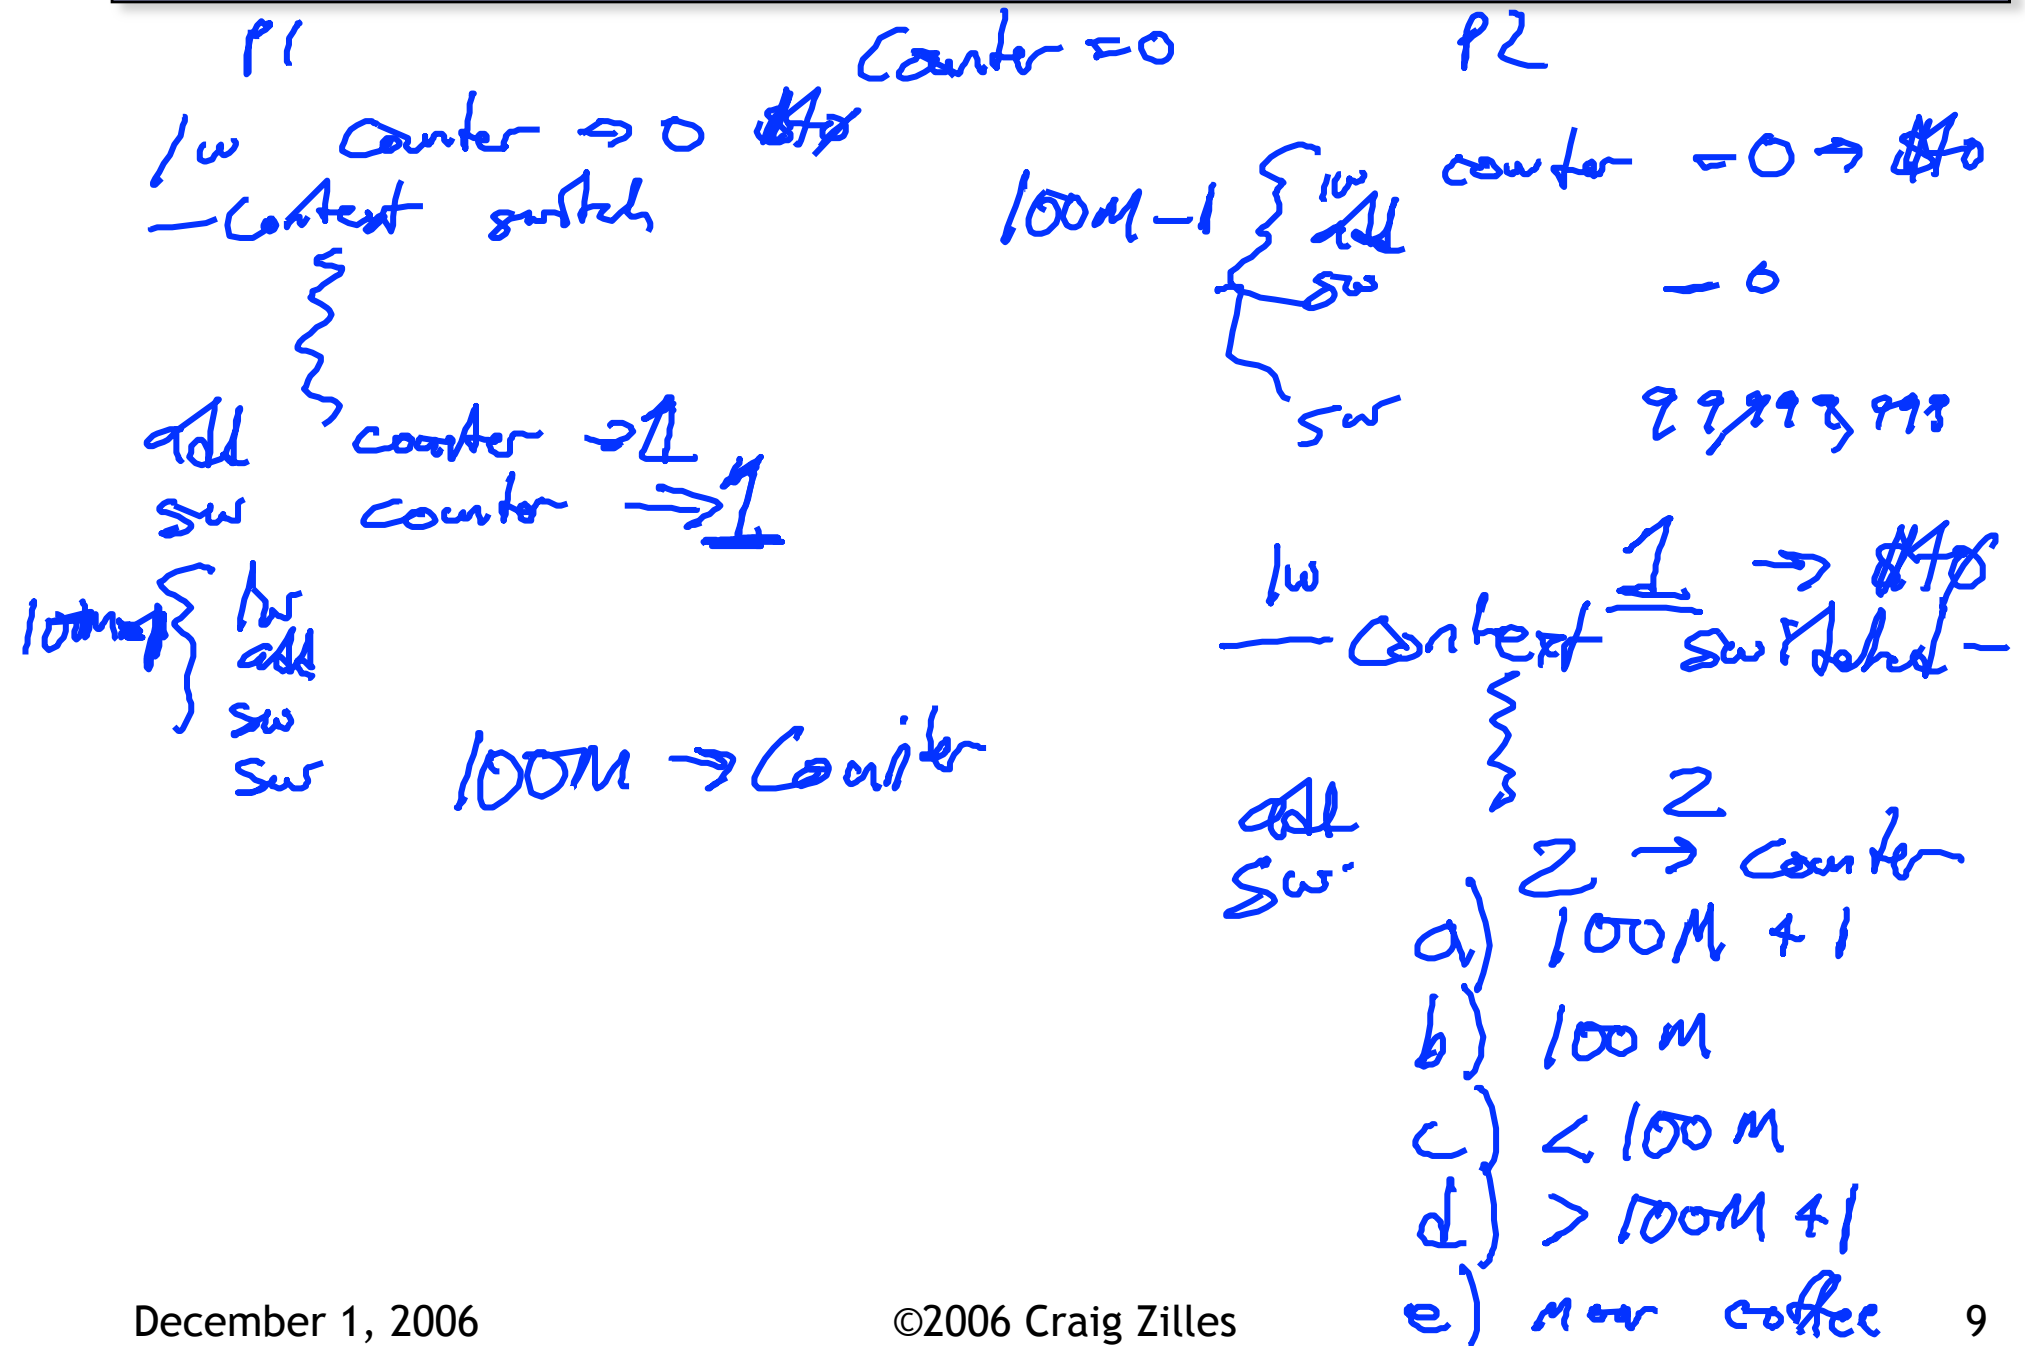 P1 Counter = 0 P2
lw counter → 0 $t0
counter = 0 → $t0
— context switch
100M - 1 { lw
add
sw — 0
add counter → 1
sw 99,999,999
sw counter → 1
lw 1 → $t0
{ lw
add
— context switched —
sw
sw 100M → Counter
add 2
sw 2 → counter
a) 100M + 1
b) 100M
c) < 100M
d) > 100M + 1
e) coffee
December 1, 2006 ©2006 Craig Zilles 9